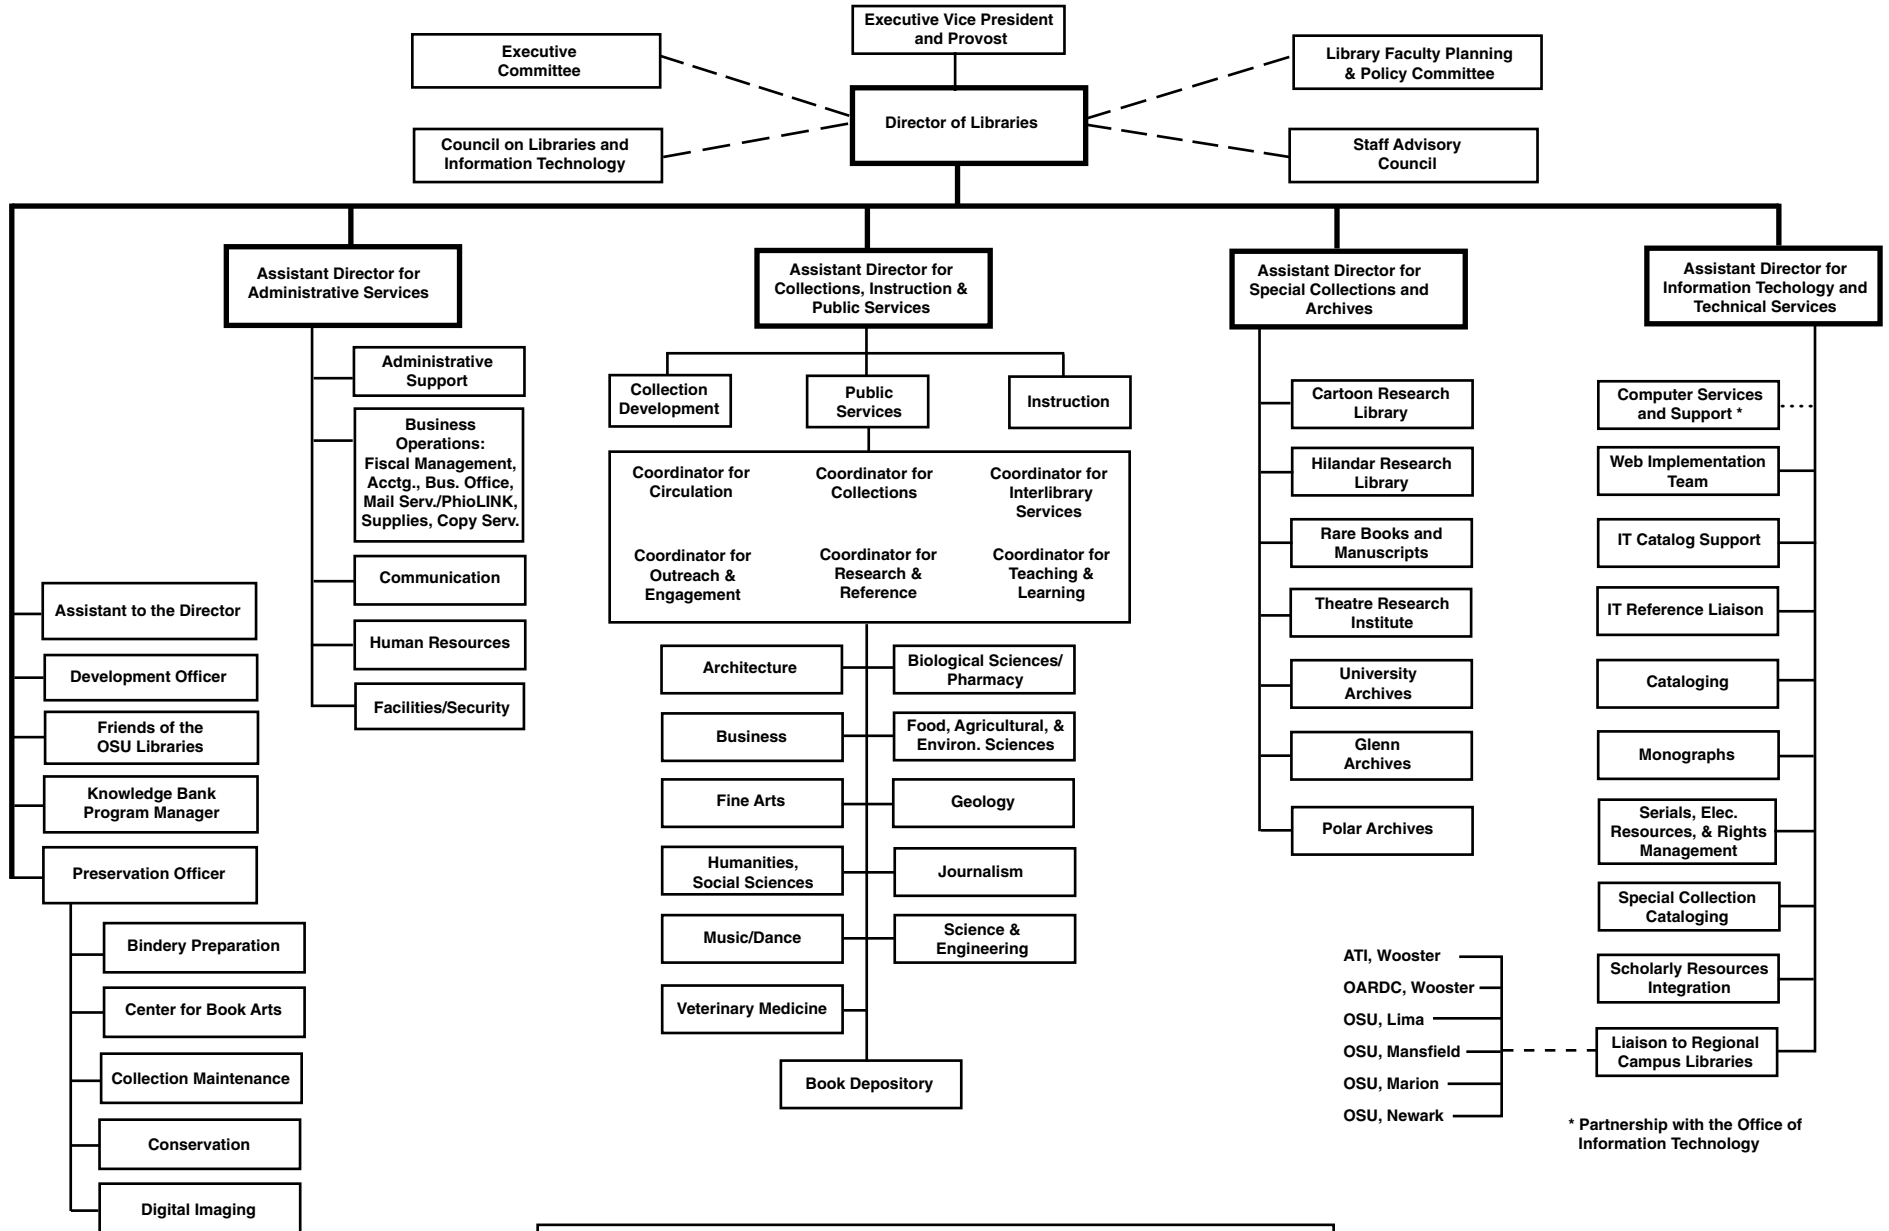 Executive Vice President
and Provost
Executive
Committee
Library Faculty Planning
& Policy Committee
Director of Libraries
Council on Libraries and
Information Technology
Staff Advisory
Council
Assistant Director for
Administrative Services
Assistant Director for
Collections, Instruction &
Public Services
Assistant Director for
Special Collections and
Archives
Assistant Director for
Information Techology and
Technical Services
Assistant to the Director
Development Officer
Friends of the
OSU Libraries
Knowledge Bank
Program Manager
Preservation Officer
Bindery Preparation
Center for Book Arts
Collection Maintenance
Conservation
Digital Imaging
Administrative
Support
Business
Operations:
Fiscal Management,
Acctg., Bus. Office,
Mail Serv./PhioLINK,
Supplies, Copy Serv.
Communication
Human Resources
Facilities/Security
Collection
Development
Public
Services
Instruction
Coordinator for
Circulation
Coordinator for
Collections
Coordinator for
Interlibrary
Services
Coordinator for
Outreach &
Engagement
Coordinator for
Research &
Reference
Coordinator for
Teaching &
Learning
Architecture
Biological Sciences/
Pharmacy
Business
Food, Agricultural, &
Environ. Sciences
Fine Arts
Geology
Humanities,
Social Sciences
Journalism
Music/Dance
Science &
Engineering
Veterinary Medicine
Book Depository
Cartoon Research
Library
Hilandar Research
Library
Rare Books and
Manuscripts
Theatre Research
Institute
University
Archives
Glenn
Archives
Polar Archives
Computer Services
and Support *
Web Implementation
Team
IT Catalog Support
IT Reference Liaison
Cataloging
Monographs
Serials, Elec.
Resources, & Rights
Management
Special Collection
Cataloging
Scholarly Resources
Integration
Liaison to Regional
Campus Libraries
ATI, Wooster
OARDC, Wooster
OSU, Lima
OSU, Mansfield
OSU, Marion
OSU, Newark
* Partnership with the Office of
Information Technology